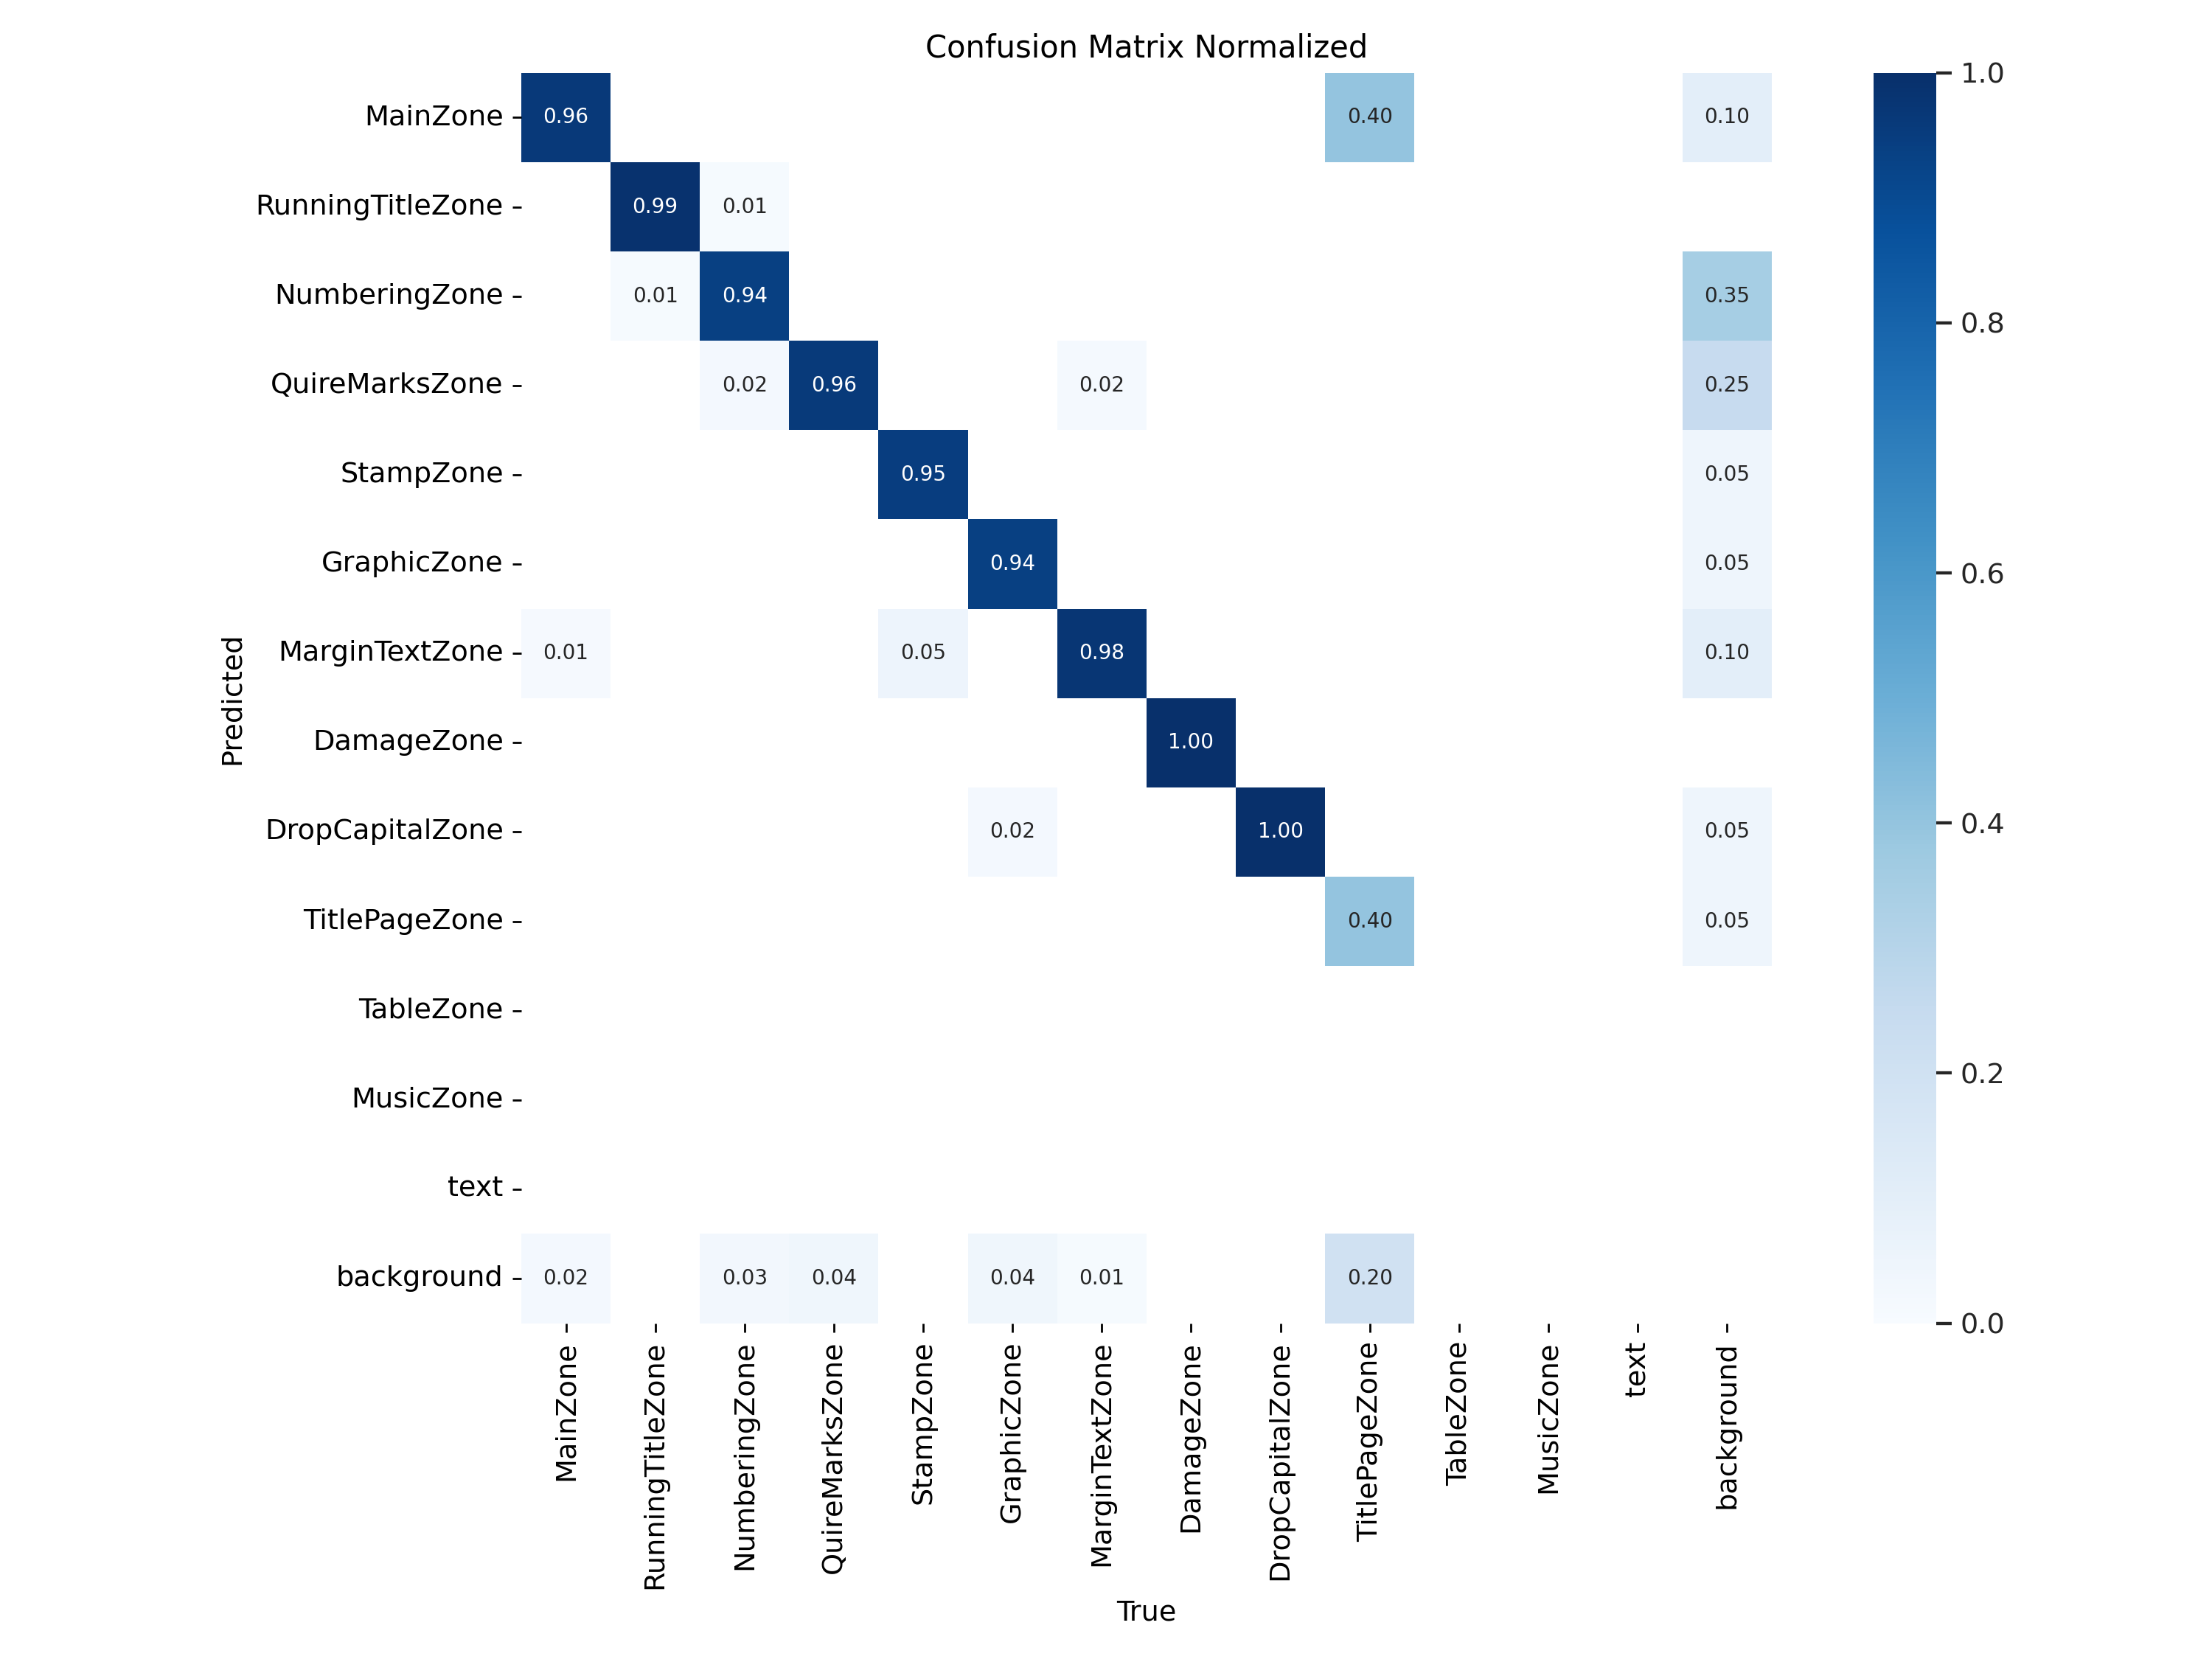 Confusion Matrix Normalized
MainZone 0.96 0.40 0.10
RunningTitleZone 0.99 0.01
NumberingZone 0.01 0.94 0.35
QuireMarksZone 0.02 0.96 0.02 0.25
StampZone 0.95 0.05
GraphicZone 0.94 0.05
MarginTextZone 0.01 0.05 0.98 0.10
DamageZone 1.00
DropCapitalZone 0.02 1.00 0.05
TitlePageZone 0.40 0.05
TableZone
MusicZone
text
background 0.02 0.03 0.04 0.04 0.01 0.20
Predicted
MainZone
RunningTitleZone
NumberingZone
QuireMarksZone
StampZone
GraphicZone
MarginTextZone
DamageZone
DropCapitalZone
TitlePageZone
TableZone
MusicZone
text
background
True
1.0
0.8
0.6
0.4
0.2
0.0